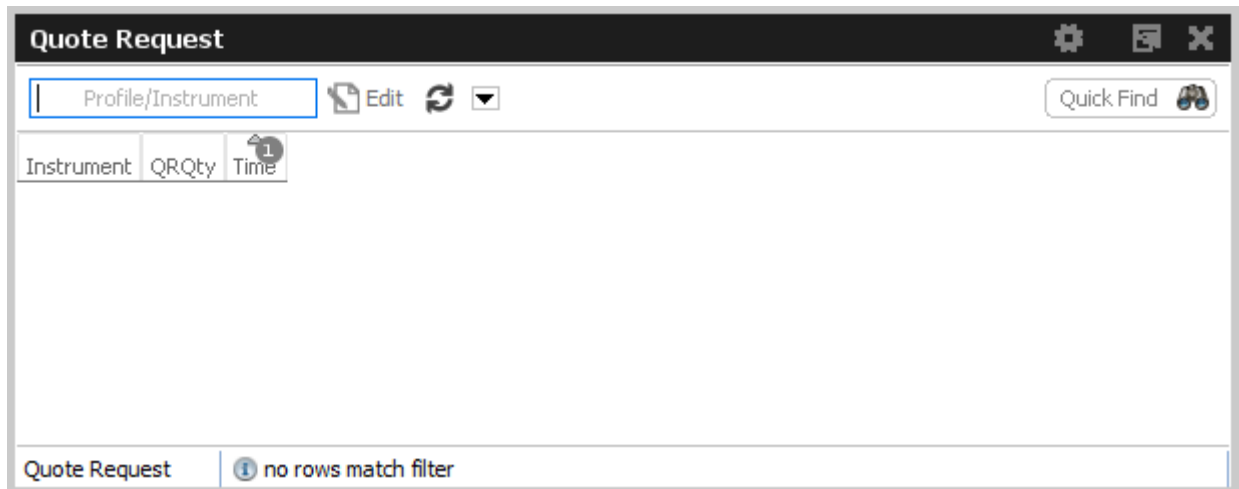 Quote Request
Profile/Instrument Edit Quick Find
Instrument QRQty Time 1
Quote Request no rows match filter